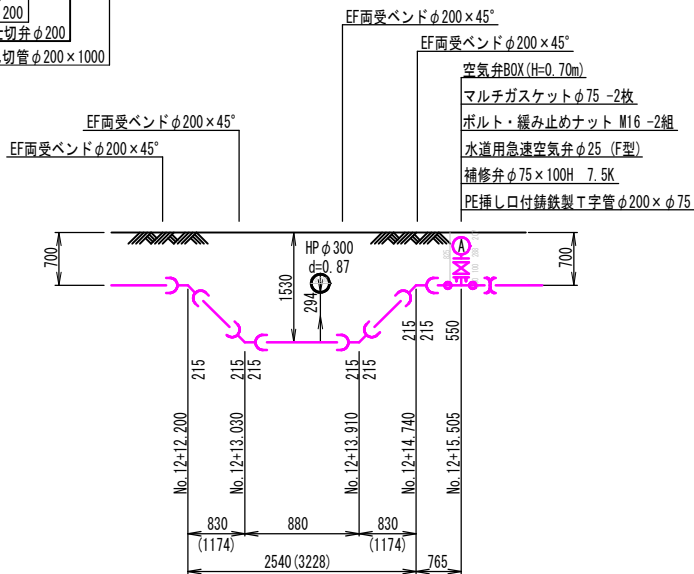 200
仕切弁φ200
切管φ200×1000
EF両受ベンドφ200×45°
EF両受ベンドφ200×45°
空気弁BOX(H=0.70m)
マルチガスケットφ75 -2枚
ボルト・緩み止めナット M16 -2組
水道用急速空気弁φ25 (F型)
補修弁φ75×100H 7.5K
PE挿し口付鋳鉄製T字管φ200×φ75
EF両受ベンドφ200×45°
EF両受ベンドφ200×45°
700
1530
HPφ300
d=0.87
294
A
700
215
215
215
215
215
215
215
550
No.12+12.200
No.12+13.030
No.12+13.910
No.12+14.740
No.12+15.505
830
(1174)
880
830
(1174)
2540(3228)
765